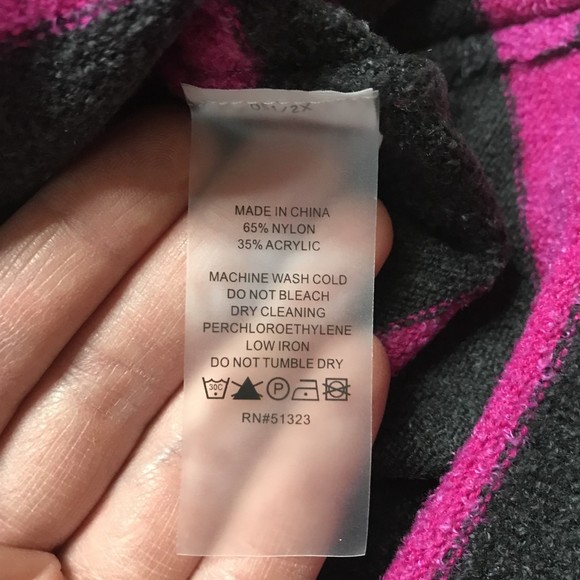 MADE IN CHINA
65% NYLON
35% ACRYLIC
MACHINE WASH COLD
DO NOT BLEACH
DRY CLEANING
PERCHLOROETHYLENE
LOW IRON
DO NOT TUMBLE DRY
30C P
RN#51323